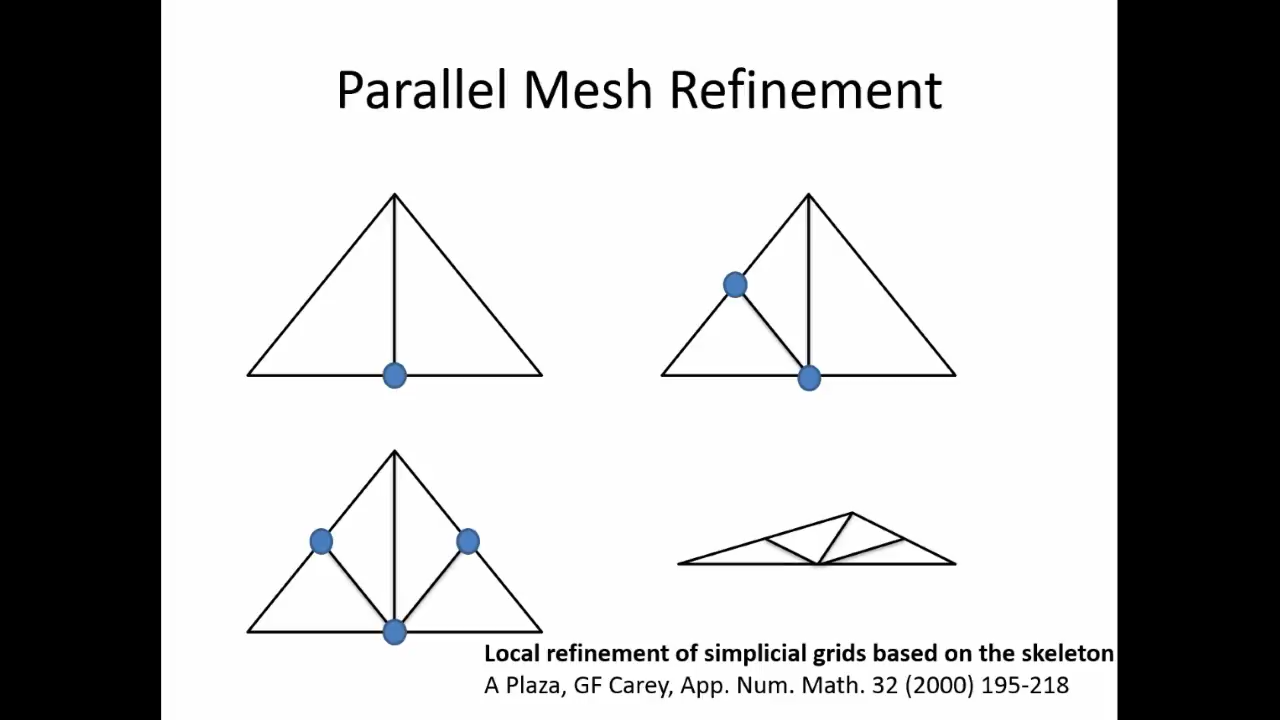 Parallel Mesh Refinement
Local refinement of simplicial grids based on the skeleton
A Plaza, GF Carey, App. Num. Math. 32 (2000) 195-218